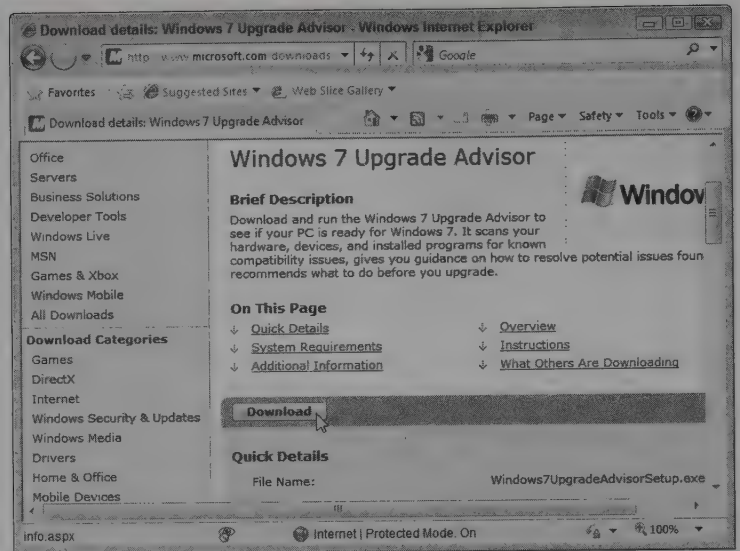 Download details: Windows 7 Upgrade Advisor - Windows Internet Explorer
http www.microsoft.com downloads
Google
Favorites Suggested Sites Web Slice Gallery
Download details: Windows 7 Upgrade Advisor
Page Safety Tools
Office
Servers
Business Solutions
Developer Tools
Windows Live
MSN
Games & Xbox
Windows Mobile
All Downloads
Download Categories
Games
DirectX
Internet
Windows Security & Updates
Windows Media
Drivers
Home & Office
Mobile Devices
Windows 7 Upgrade Advisor
Window
Brief Description
Download and run the Windows 7 Upgrade Advisor to
see if your PC is ready for Windows 7. It scans your
hardware, devices, and installed programs for known
compatibility issues, gives you guidance on how to resolve potential issues foun
recommends what to do before you upgrade.
On This Page
Quick Details
Overview
System Requirements
Instructions
Additional Information
What Others Are Downloading
Download
Quick Details
File Name: Windows7UpgradeAdvisorSetup.exe
info.aspx
Internet | Protected Mode. On
100%